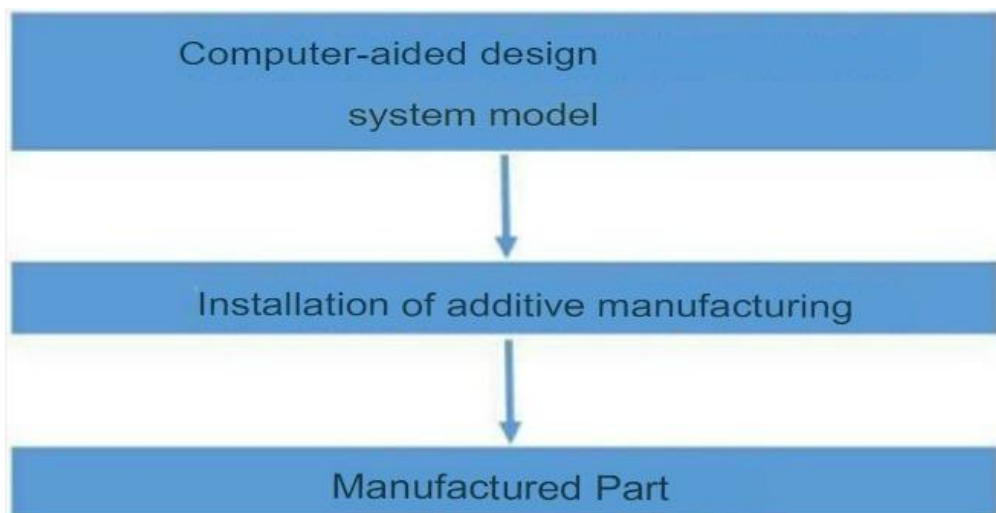 Computer-aided design
system model
Installation of additive manufacturing
Manufactured Part